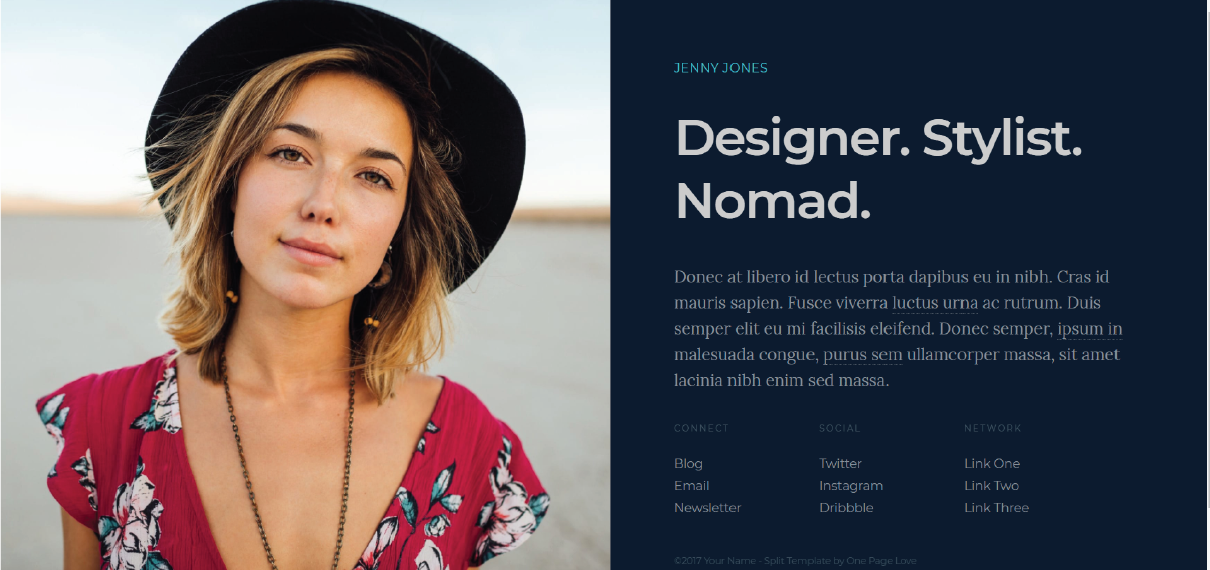 JENNY JONES
Designer. Stylist.
Nomad.
Donec at libero id lectus porta dapibus eu in nibh. Cras id
mauris sapien. Fusce viverra luctus urna ac rutrum. Duis
semper elit eu mi facilisis eleifend. Donec semper, ipsum in
malesuada congue, purus sem ullamcorper massa, sit amet
lacinia nibh enim sed massa.
CONNECT
Blog
Email
Newsletter
SOCIAL
Twitter
Instagram
Dribbble
NETWORK
Link One
Link Two
Link Three
©2017 Your Name - Split Template by One Page Love